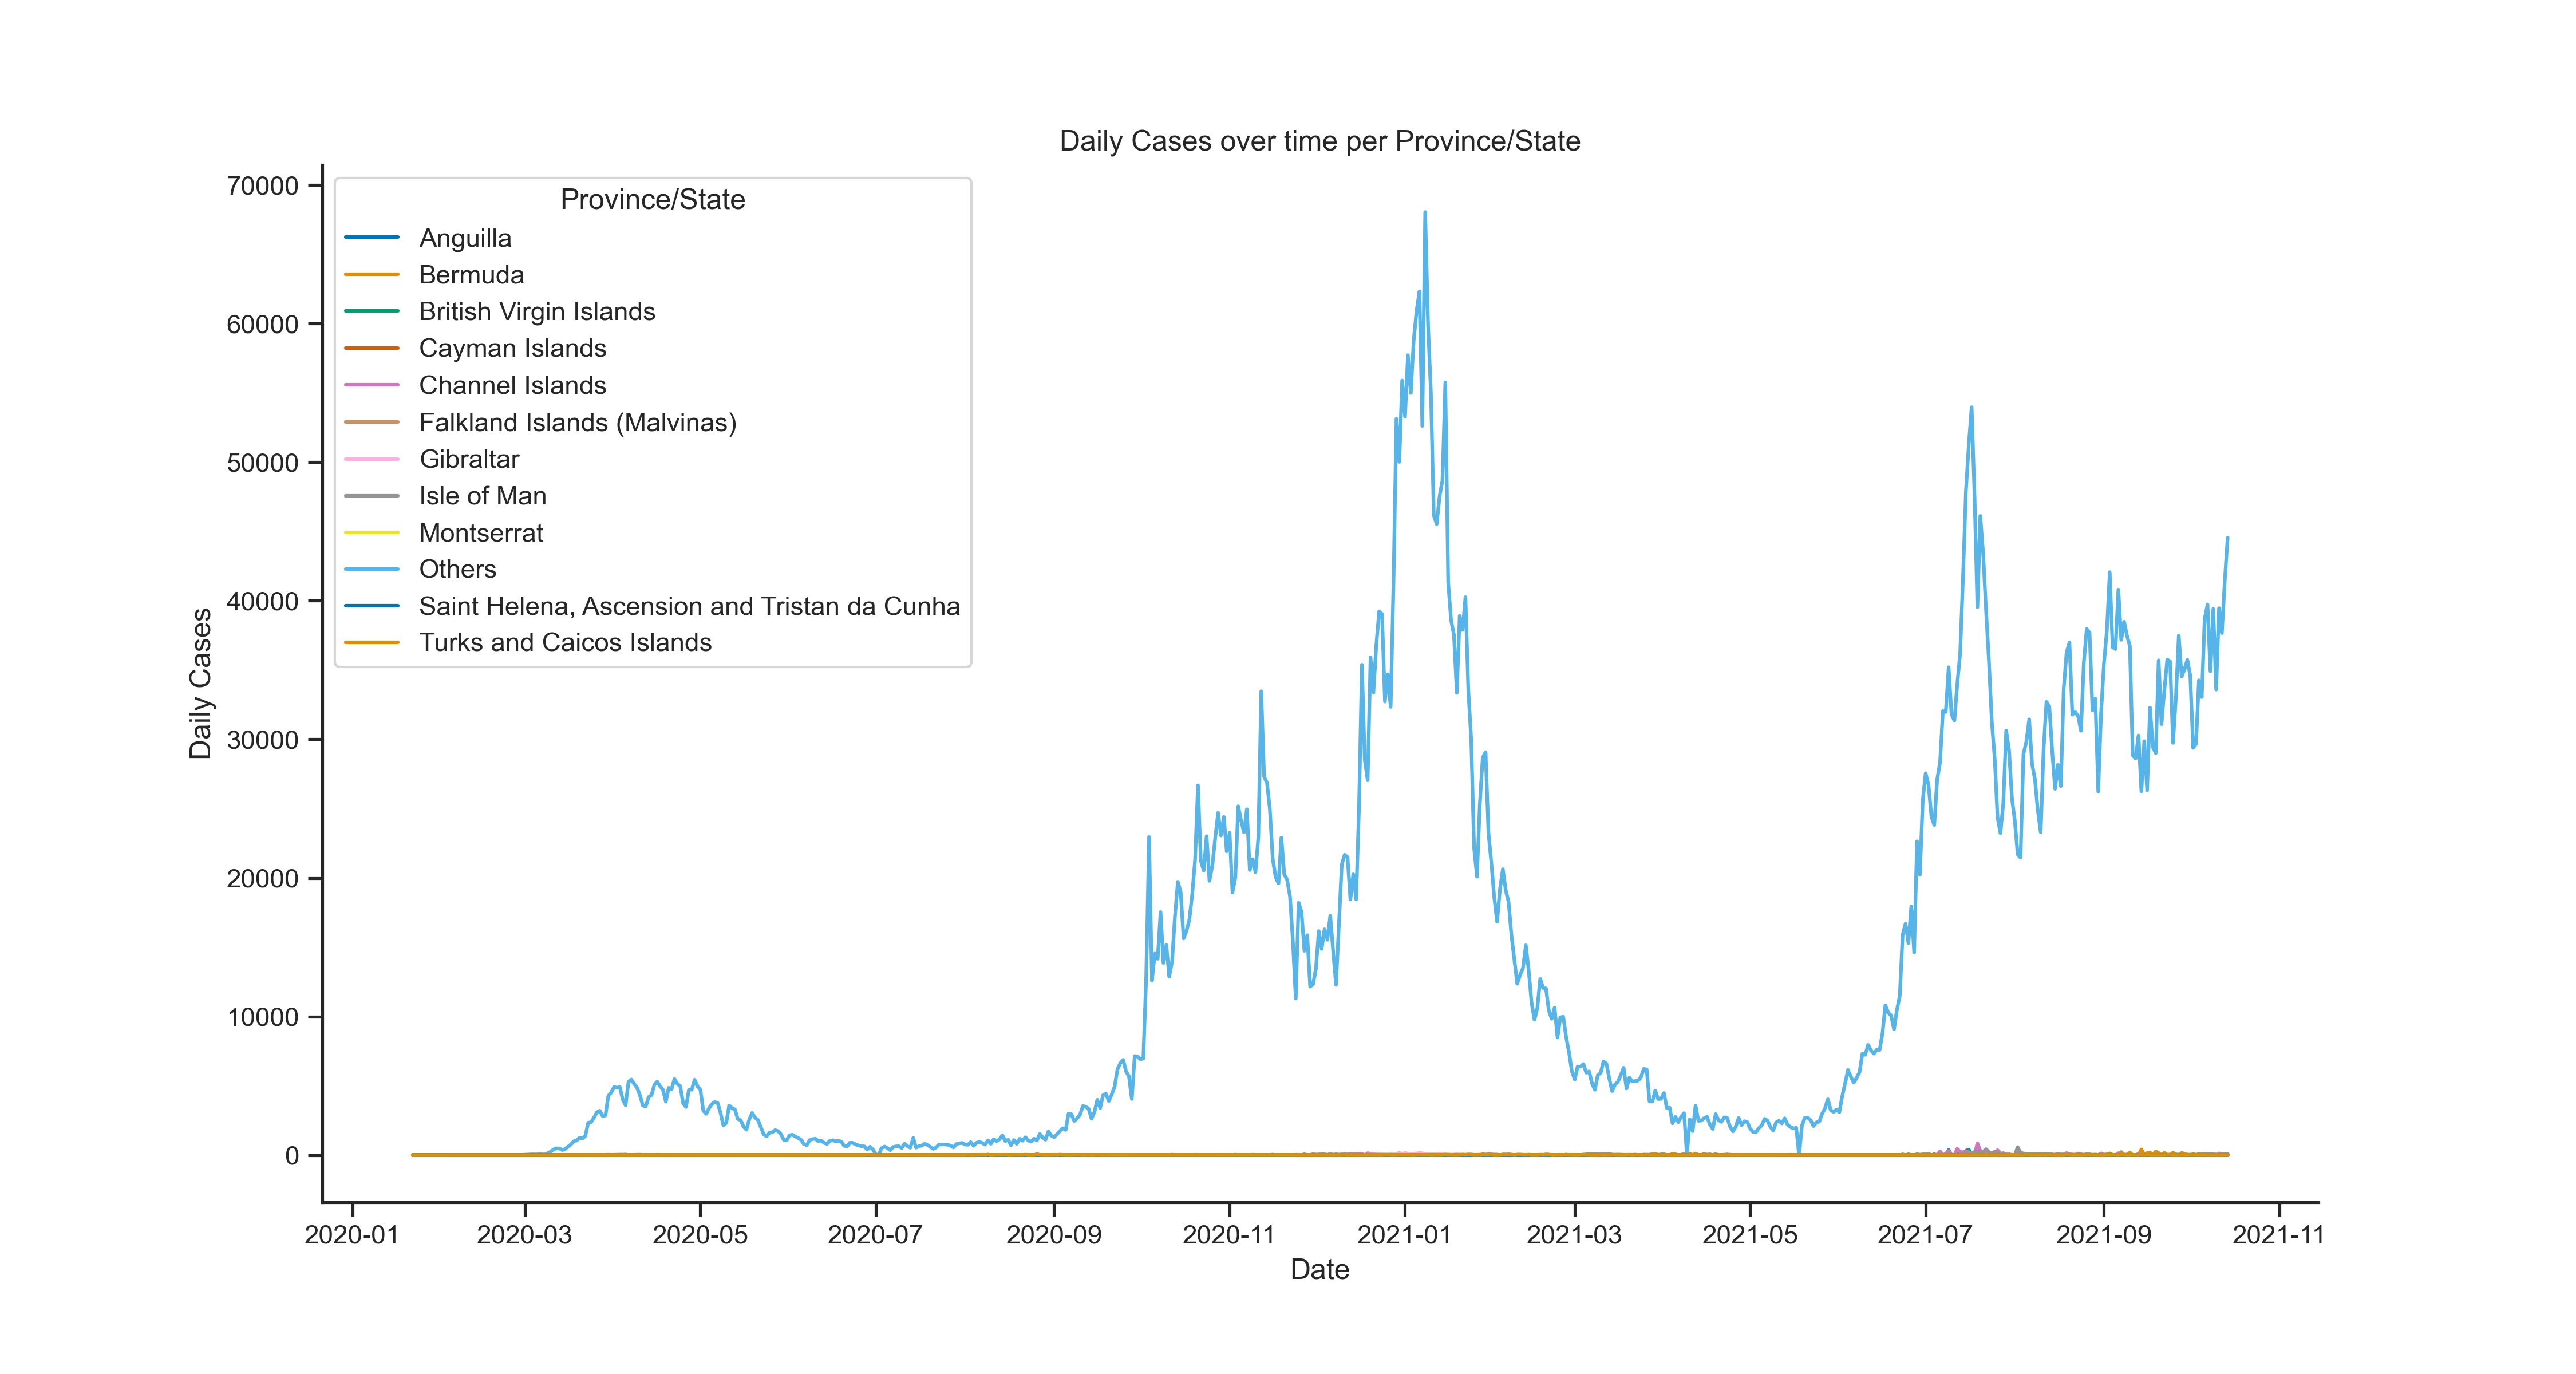 Daily Cases over time per Province/State
Province/State
Anguilla
Bermuda
British Virgin Islands
Cayman Islands
Channel Islands
Falkland Islands (Malvinas)
Gibraltar
Isle of Man
Montserrat
Others
Saint Helena, Ascension and Tristan da Cunha
Turks and Caicos Islands
Daily Cases
70000
60000
50000
40000
30000
20000
10000
0
2020-01 2020-03 2020-05 2020-07 2020-09 2020-11 2021-01 2021-03 2021-05 2021-07 2021-09 2021-11
Date